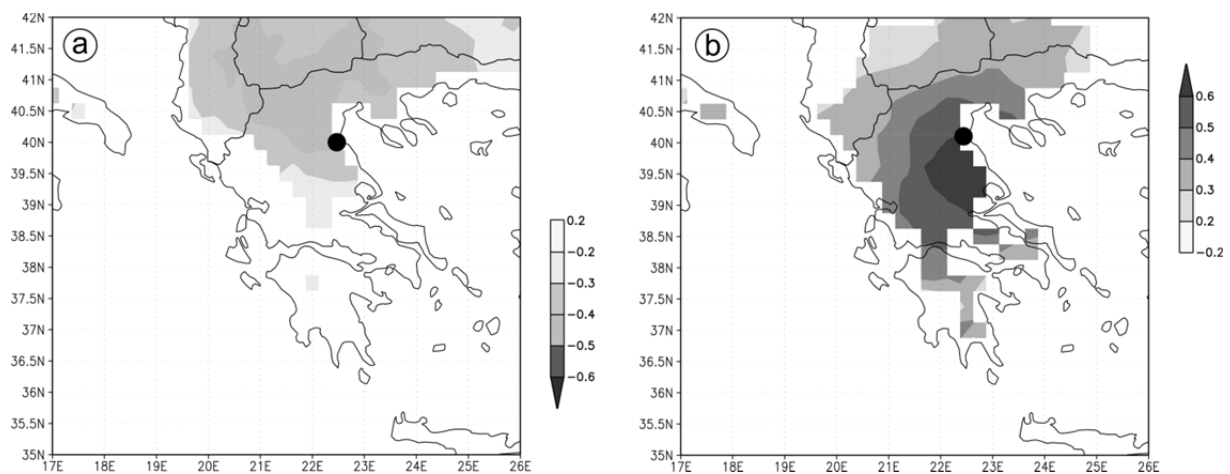 a
42N
41.5N
41N
40.5N
40N
39.5N
39N
38.5N
38N
37.5N
37N
36.5N
36N
35.5N
35N
17E 18E 19E 20E 21E 22E 23E 24E 25E 26E
0.2
-0.2
-0.3
-0.4
-0.5
-0.6
b
42N
41.5N
41N
40.5N
40N
39.5N
39N
38.5N
38N
37.5N
37N
36.5N
36N
35.5N
35N
17E 18E 19E 20E 21E 22E 23E 24E 25E 26E
0.6
0.5
0.4
0.3
0.2
-0.2